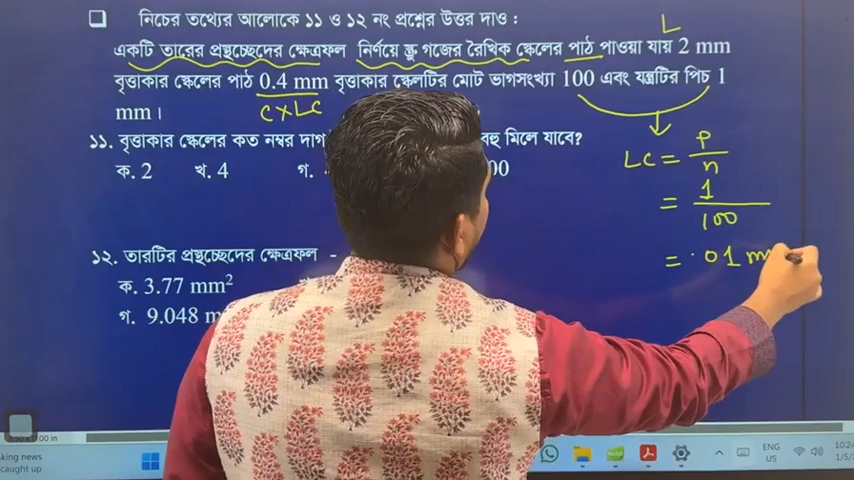 নিচের তথ্যের আলোকে ১১ ও ১২ নং প্রশ্নের উত্তর দাও :
L
একটি তারের প্রস্থচ্ছেদের ক্ষেত্রফল নির্ণয়ে স্ক্রু গজের রৈখিক স্কেলের পাঠ পাওয়া যায় 2 mm
বৃত্তাকার স্কেলের পাঠ 0.4 mm বৃত্তাকার স্কেলটির মোট ভাগসংখ্যা 100 এবং যন্ত্রটির পিচ 1
mm।
C×LC
১১. বৃত্তাকার স্কেলের কত নম্বর দাগ মিলে যাবে?
ক. 2 খ. 4 গ.
LC = P/n
= 1/100
= .01
১২. তারটির প্রস্থচ্ছেদের ক্ষেত্রফল -
ক. 3.77 mm²
গ. 9.048
ENG
US
10:24